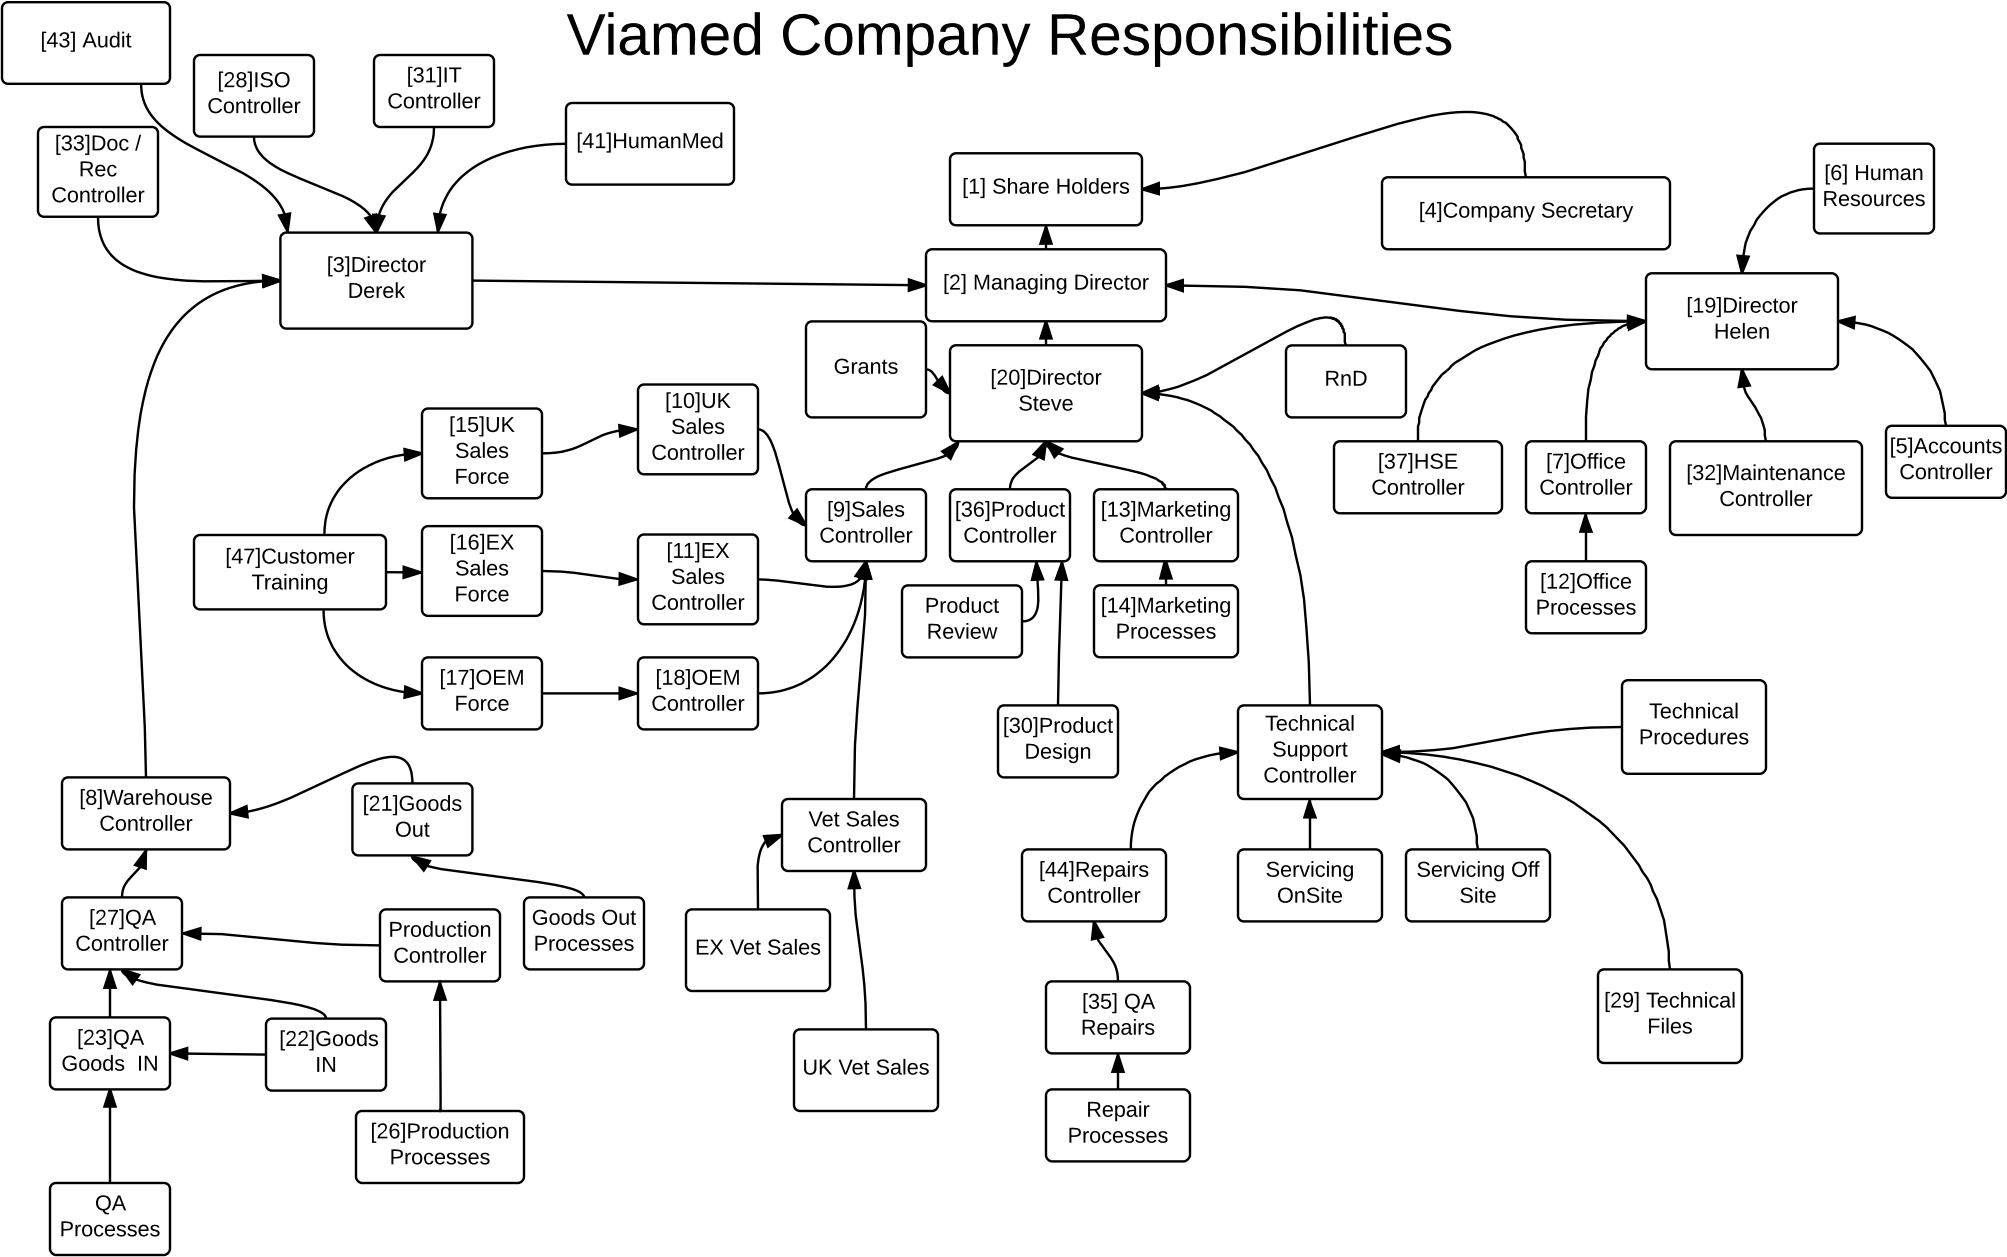 Viamed Company Responsibilities
[43] Audit
[28]ISO
Controller
[31]IT
Controller
[41]HumanMed
[33]Doc /
Rec
Controller
[3]Director
Derek
[1] Share Holders
[4]Company Secretary
[6] Human
Resources
[2] Managing Director
[19]Director
Helen
Grants
[20]Director
Steve
RnD
[15]UK
Sales
Force
[10]UK
Sales
Controller
[37]HSE
Controller
[7]Office
Controller
[32]Maintenance
Controller
[5]Accounts
Controller
[9]Sales
Controller
[36]Product
Controller
[13]Marketing
Controller
[47]Customer
Training
[16]EX
Sales
Force
[11]EX
Sales
Controller
[12]Office
Processes
Product
Review
[14]Marketing
Processes
[17]OEM
Force
[18]OEM
Controller
[30]Product
Design
Technical
Support
Controller
Technical
Procedures
[8]Warehouse
Controller
[21]Goods
Out
Vet Sales
Controller
[44]Repairs
Controller
Servicing
OnSite
Servicing Off
Site
[27]QA
Controller
Production
Controller
Goods Out
Processes
EX Vet Sales
[35] QA
Repairs
[29] Technical
Files
[23]QA
Goods  IN
[22]Goods
IN
UK Vet Sales
Repair
Processes
[26]Production
Processes
QA
Processes